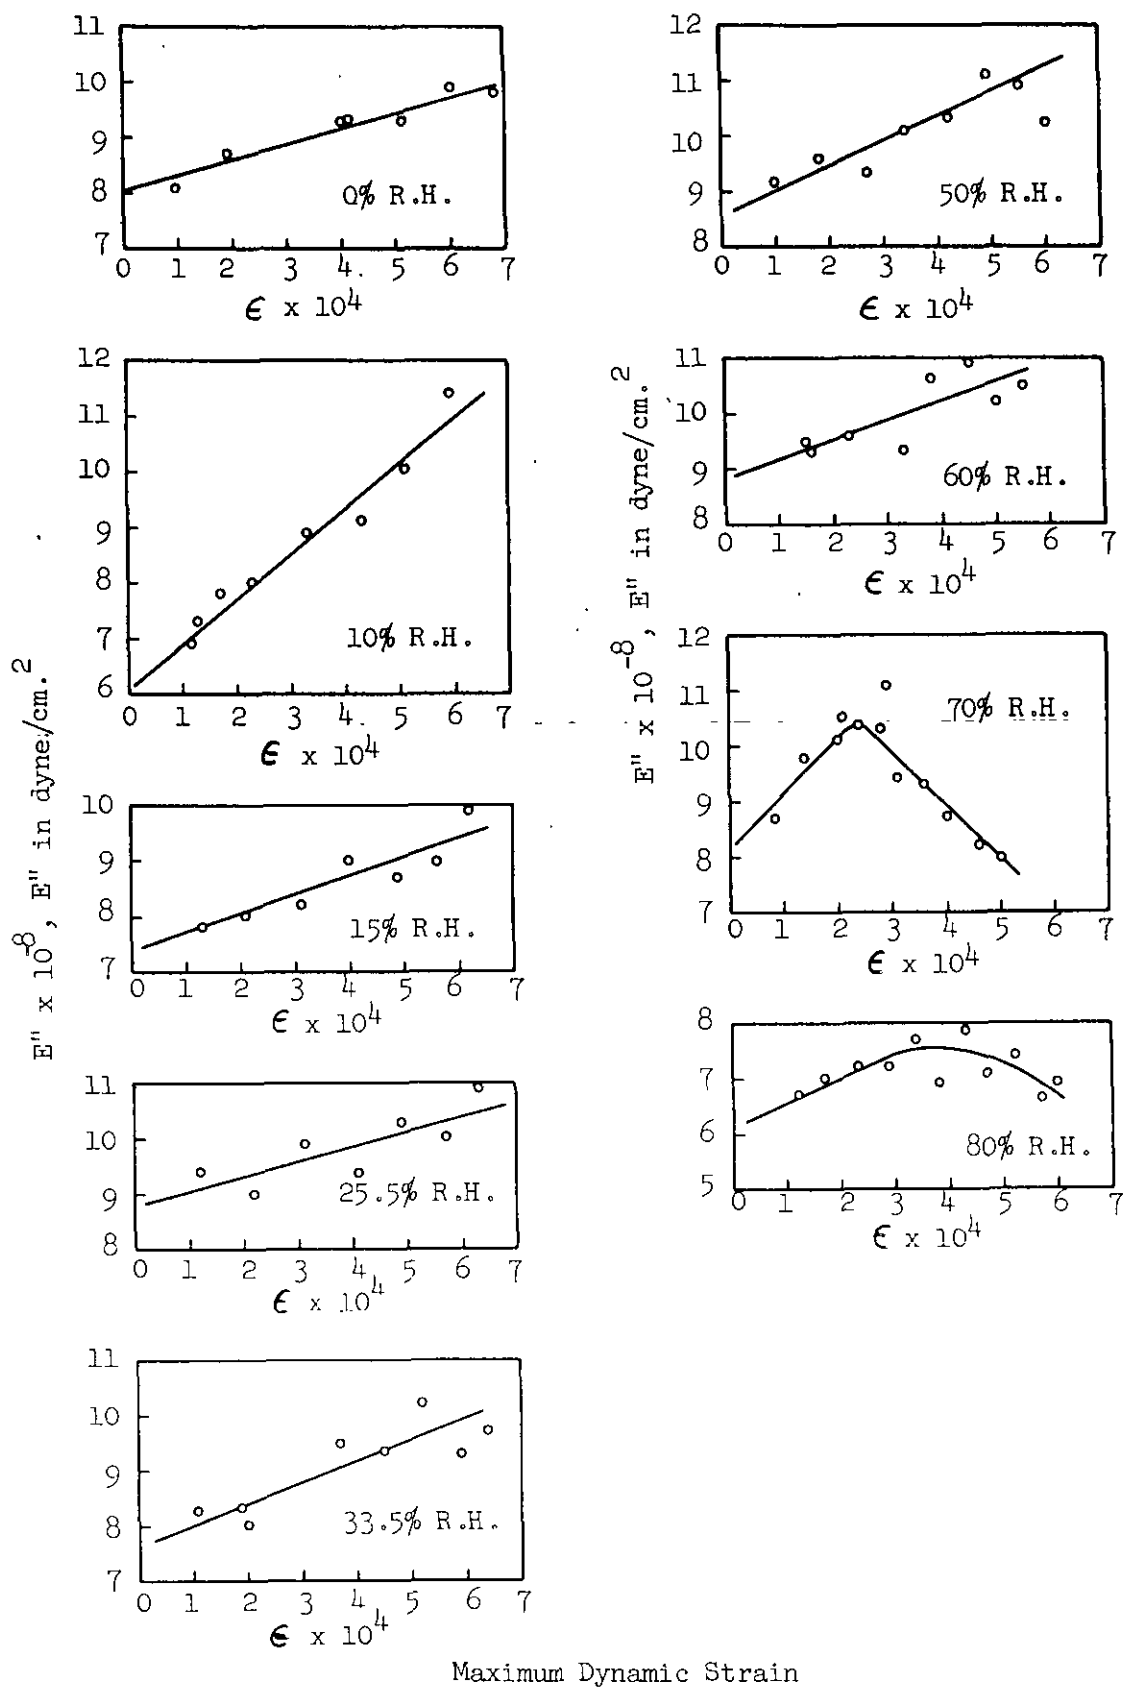 11
10
9
8
7
0% R.H.
0 1 2 3 4 5 6 7
ϵ x 10^4
12
11
10
9
8
7
6
10% R.H.
0 1 2 3 4 5 6 7
ϵ x 10^4
10
9
8
7
15% R.H.
0 1 2 3 4 5 6 7
ϵ x 10^4
11
10
9
8
25.5% R.H.
0 1 2 3 4 5 6 7
ϵ x 10^4
11
10
9
8
7
33.5% R.H.
0 1 2 3 4 5 6 7
ϵ x 10^4
E" x 10^-8, E" in dyne/cm.^2
12
11
10
9
8
50% R.H.
0 1 2 3 4 5 6 7
ϵ x 10^4
11
10
9
8
60% R.H.
0 1 2 3 4 5 6 7
ϵ x 10^4
12
11
10
9
8
7
70% R.H.
0 1 2 3 4 5 6 7
ϵ x 10^4
8
7
6
5
80% R.H.
0 1 2 3 4 5 6 7
ϵ x 10^4
E" x 10^-8, E" in dyne/cm.^2
Maximum Dynamic Strain